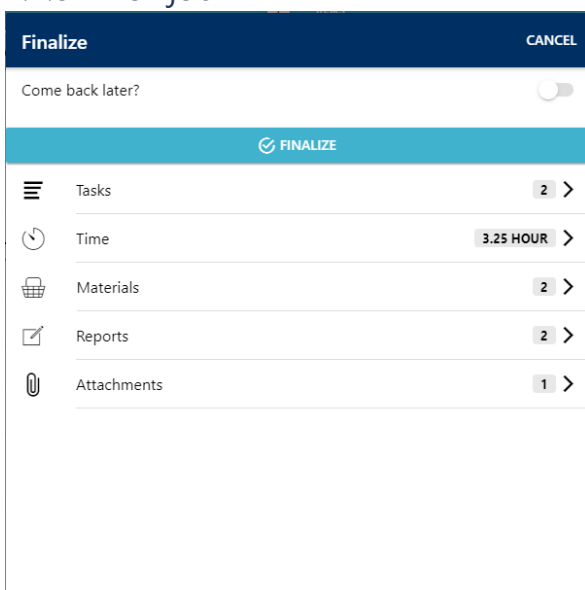 Finalize CANCEL
Come back later?
FINALIZE
Tasks 2
Time 3.25 HOUR
Materials 2
Reports 2
Attachments 1